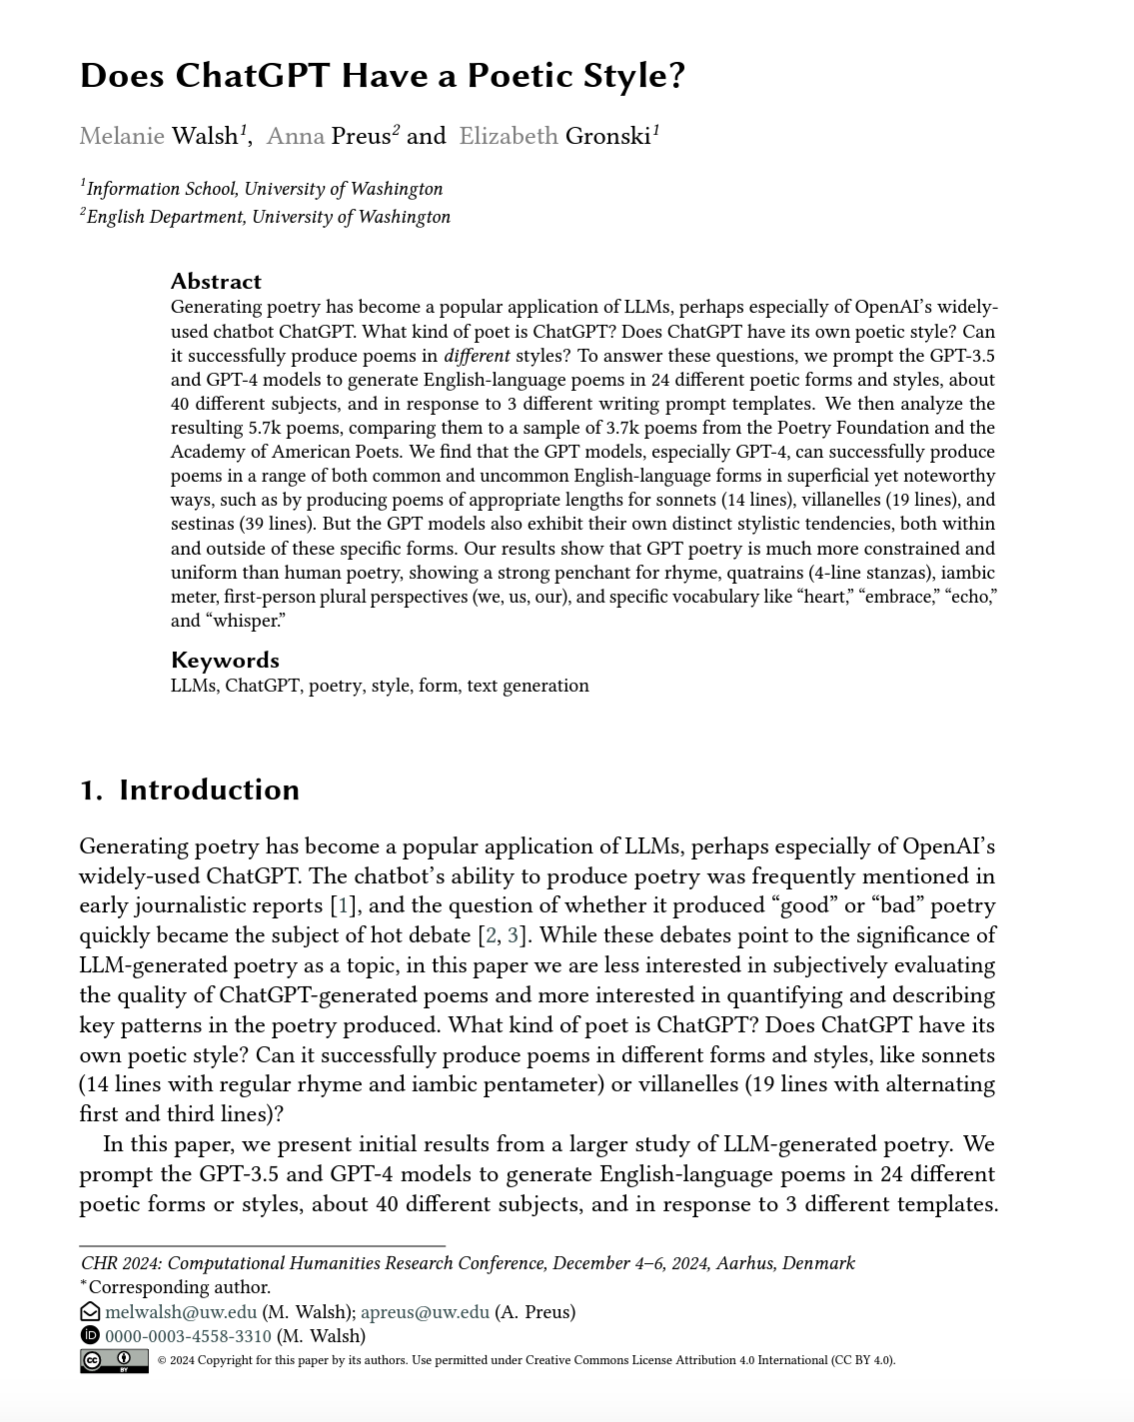 Does ChatGPT Have a Poetic Style?
Melanie Walsh1, Anna Preus2 and Elizabeth Gronski1
1Information School, University of Washington
2English Department, University of Washington
Abstract
Generating poetry has become a popular application of LLMs, perhaps especially of OpenAI’s widely-
used chatbot ChatGPT. What kind of poet is ChatGPT? Does ChatGPT have its own poetic style? Can
it successfully produce poems in different styles? To answer these questions, we prompt the GPT-3.5
and GPT-4 models to generate English-language poems in 24 different poetic forms and styles, about
40 different subjects, and in response to 3 different writing prompt templates. We then analyze the
resulting 5.7k poems, comparing them to a sample of 3.7k poems from the Poetry Foundation and the
Academy of American Poets. We find that the GPT models, especially GPT-4, can successfully produce
poems in a range of both common and uncommon English-language forms in superficial yet noteworthy
ways, such as by producing poems of appropriate lengths for sonnets (14 lines), villanelles (19 lines), and
sestinas (39 lines). But the GPT models also exhibit their own distinct stylistic tendencies, both within
and outside of these specific forms. Our results show that GPT poetry is much more constrained and
uniform than human poetry, showing a strong penchant for rhyme, quatrains (4-line stanzas), iambic
meter, first-person plural perspectives (we, us, our), and specific vocabulary like “heart,” “embrace,” “echo,”
and “whisper.”
Keywords
LLMs, ChatGPT, poetry, style, form, text generation
1. Introduction
Generating poetry has become a popular application of LLMs, perhaps especially of OpenAI’s
widely-used ChatGPT. The chatbot’s ability to produce poetry was frequently mentioned in
early journalistic reports [1], and the question of whether it produced “good” or “bad” poetry
quickly became the subject of hot debate [2, 3]. While these debates point to the significance of
LLM-generated poetry as a topic, in this paper we are less interested in subjectively evaluating
the quality of ChatGPT-generated poems and more interested in quantifying and describing
key patterns in the poetry produced. What kind of poet is ChatGPT? Does ChatGPT have its
own poetic style? Can it successfully produce poems in different forms and styles, like sonnets
(14 lines with regular rhyme and iambic pentameter) or villanelles (19 lines with alternating
first and third lines)?
In this paper, we present initial results from a larger study of LLM-generated poetry. We
prompt the GPT-3.5 and GPT-4 models to generate English-language poems in 24 different
poetic forms or styles, about 40 different subjects, and in response to 3 different templates.
CHR 2024: Computational Humanities Research Conference, December 4–6, 2024, Aarhus, Denmark
*Corresponding author.
melwalsh@uw.edu (M. Walsh); apreus@uw.edu (A. Preus)
iD 0000-0003-4558-3310 (M. Walsh)
cc BY © 2024 Copyright for this paper by its authors. Use permitted under Creative Commons License Attribution 4.0 International (CC BY 4.0).